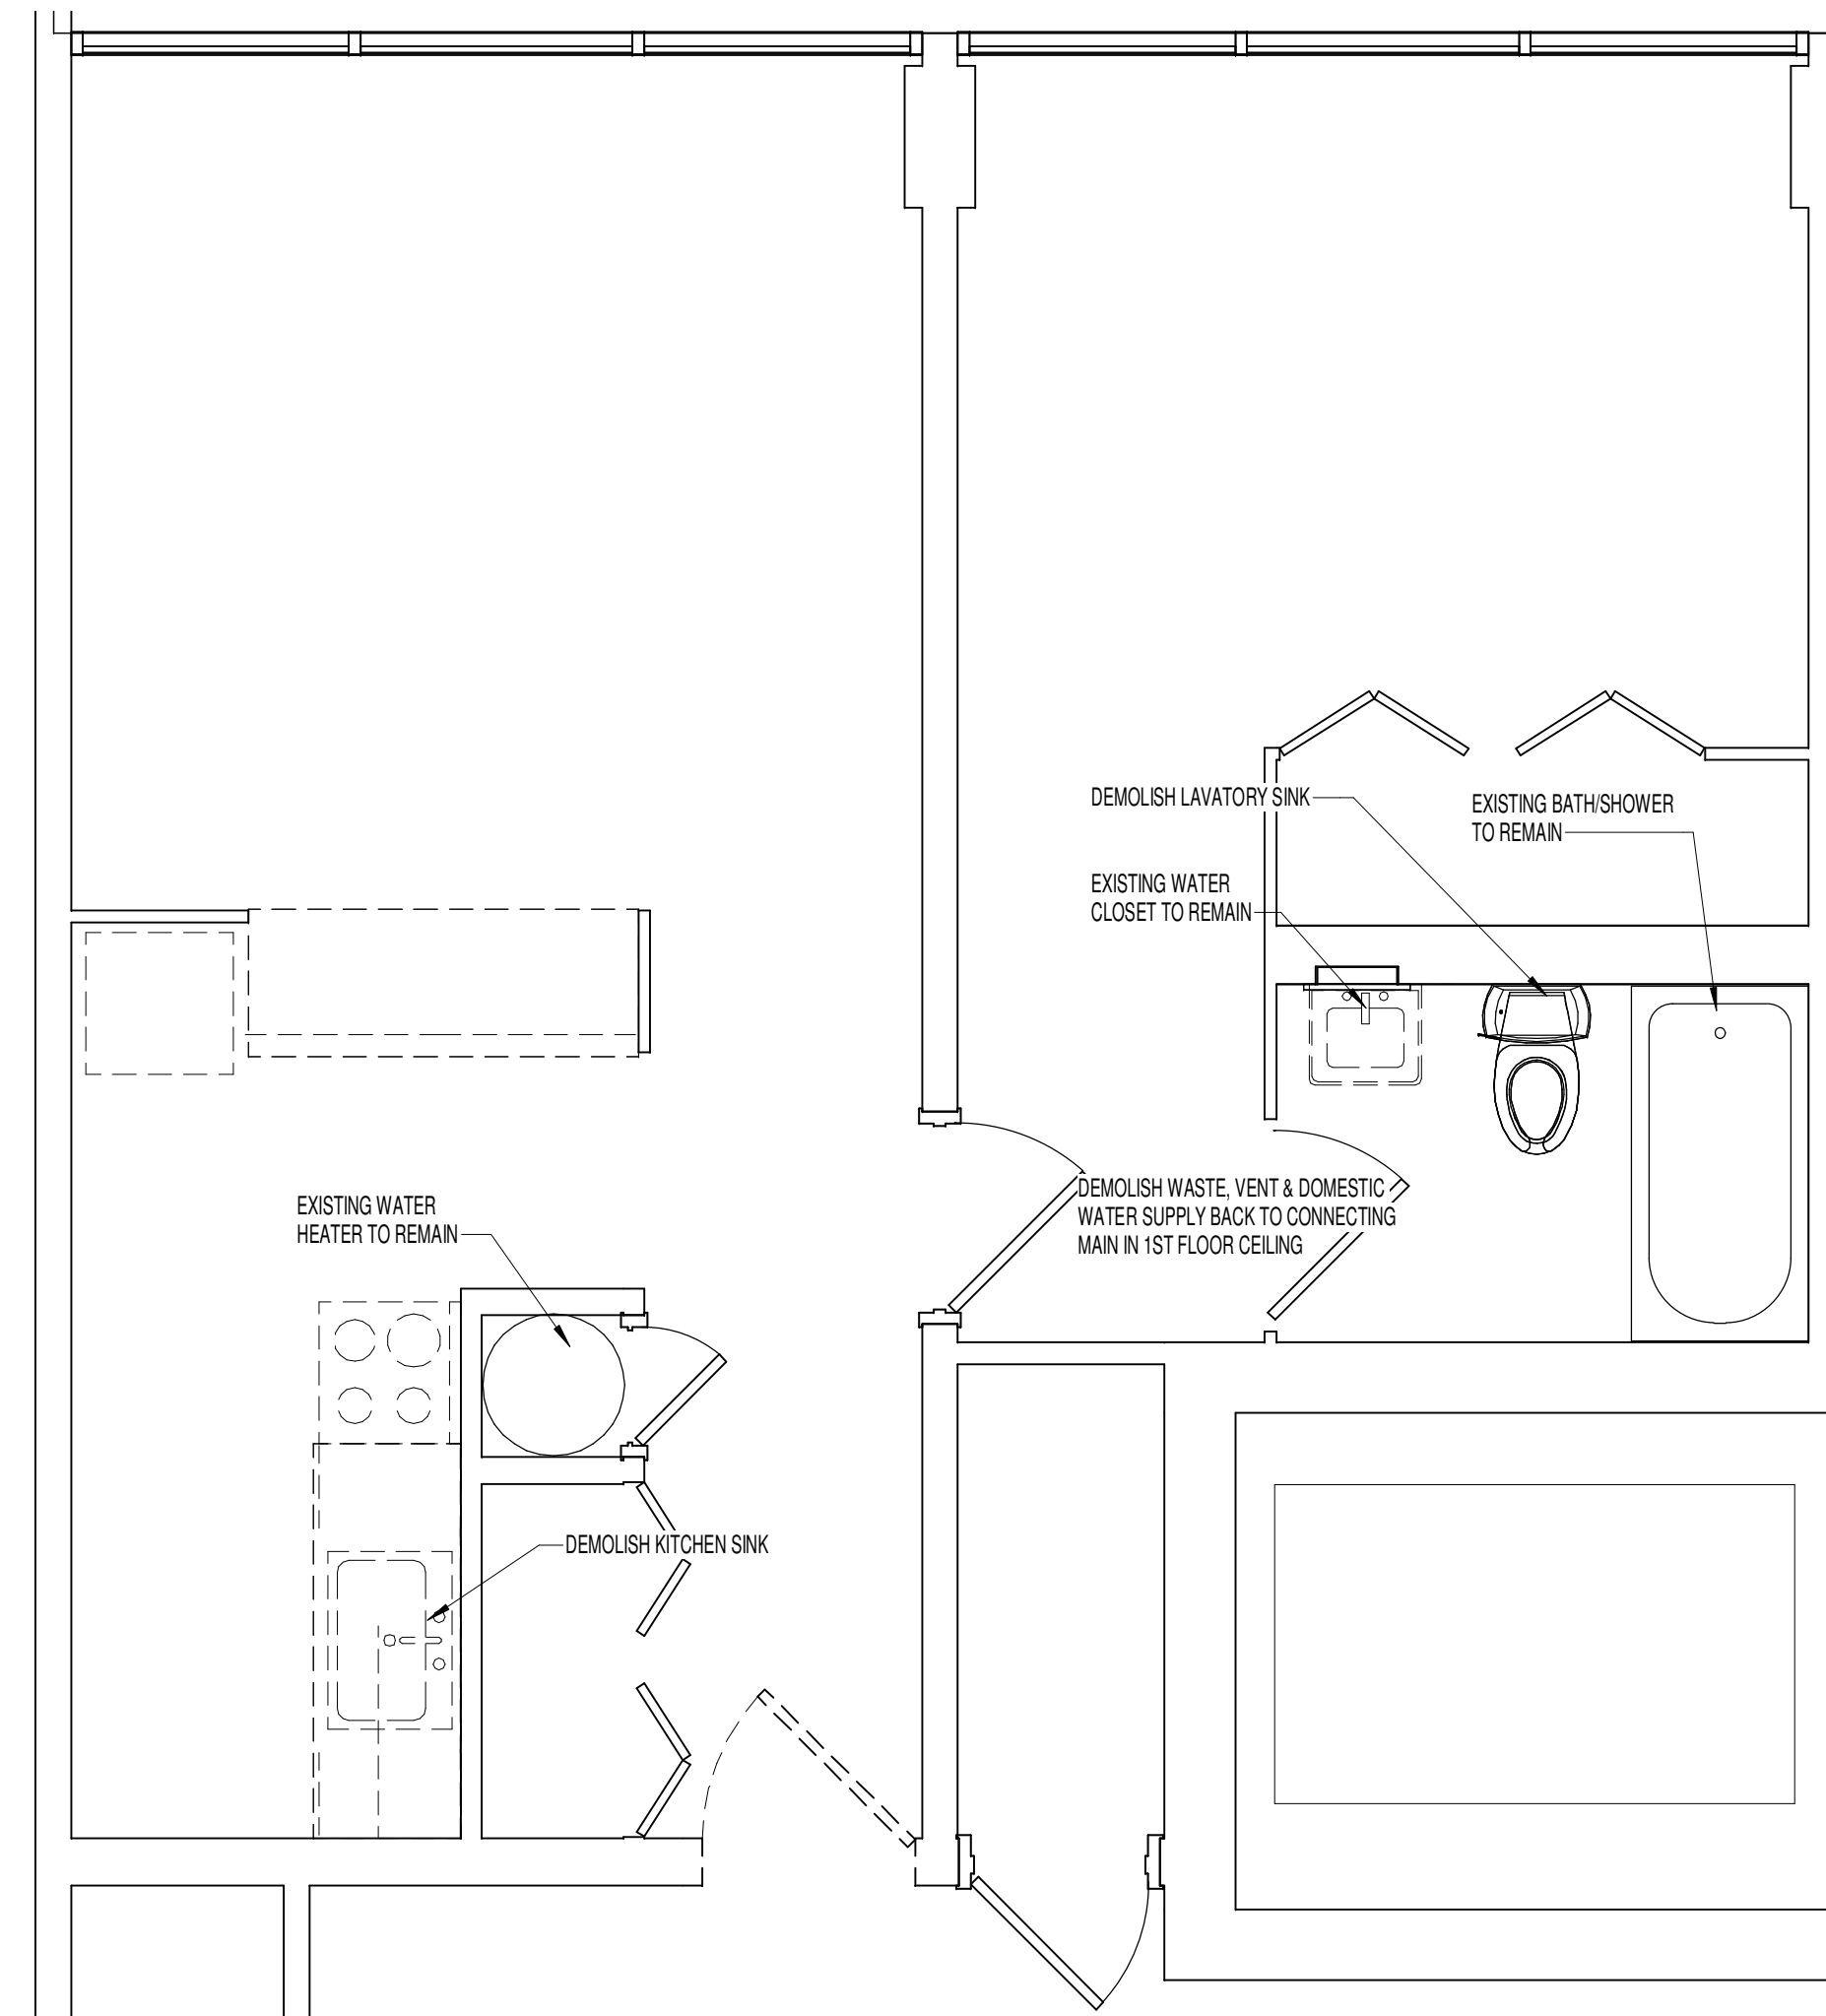 DEMOLISH LAVATORY SINK
EXISTING BATH/SHOWER
TO REMAIN
EXISTING WATER
CLOSET TO REMAIN
DEMOLISH WASTE, VENT & DOMESTIC
WATER SUPPLY BACK TO CONNECTING
MAIN IN 1ST FLOOR CEILING
EXISTING WATER
HEATER TO REMAIN
DEMOLISH KITCHEN SINK